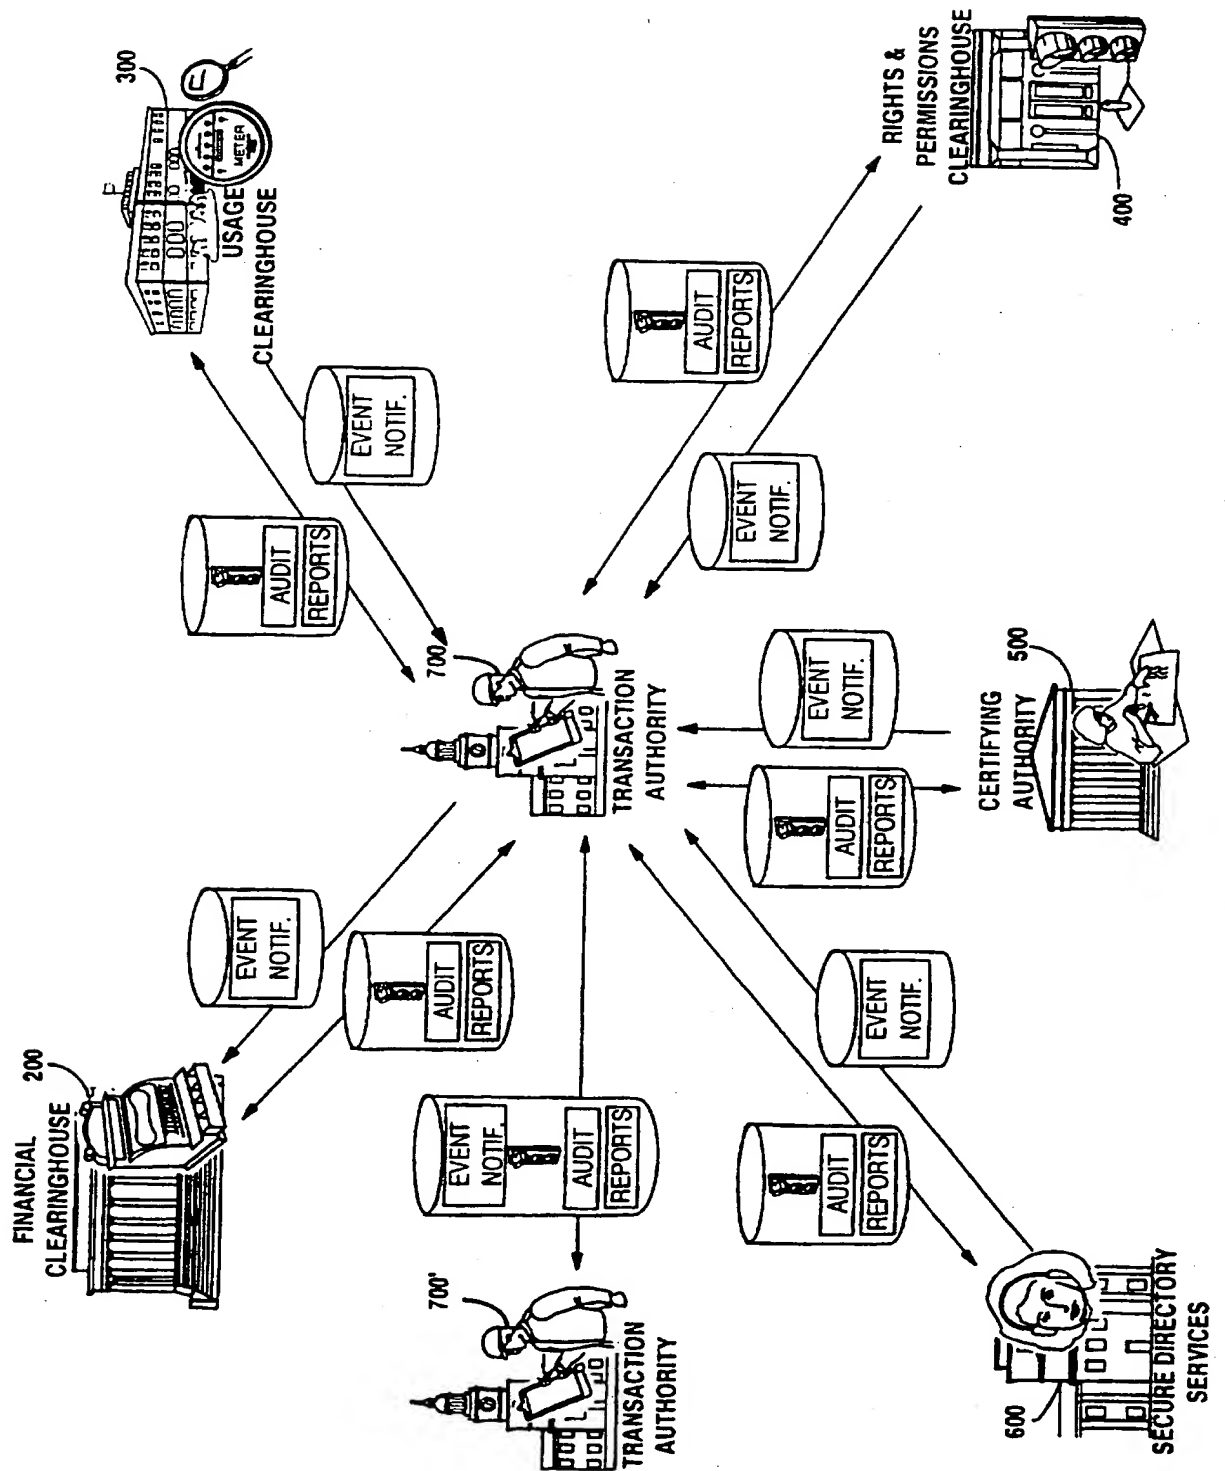 FINANCIAL
CLEARINGHOUSE
200
EVENT
NOTIF.
AUDIT
REPORTS
AUDIT
REPORTS
EVENT
NOTIF.
USAGE
CLEARINGHOUSE
300
METER
700'
TRANSACTION
AUTHORITY
EVENT
NOTIF.
AUDIT
REPORTS
700
TRANSACTION
AUTHORITY
AUDIT
REPORTS
EVENT
NOTIF.
RIGHTS &
PERMISSIONS
CLEARINGHOUSE
400
AUDIT
REPORTS
EVENT
NOTIF.
600
SECURE DIRECTORY
SERVICES
AUDIT
REPORTS
EVENT
NOTIF.
CERTIFYING
AUTHORITY
500